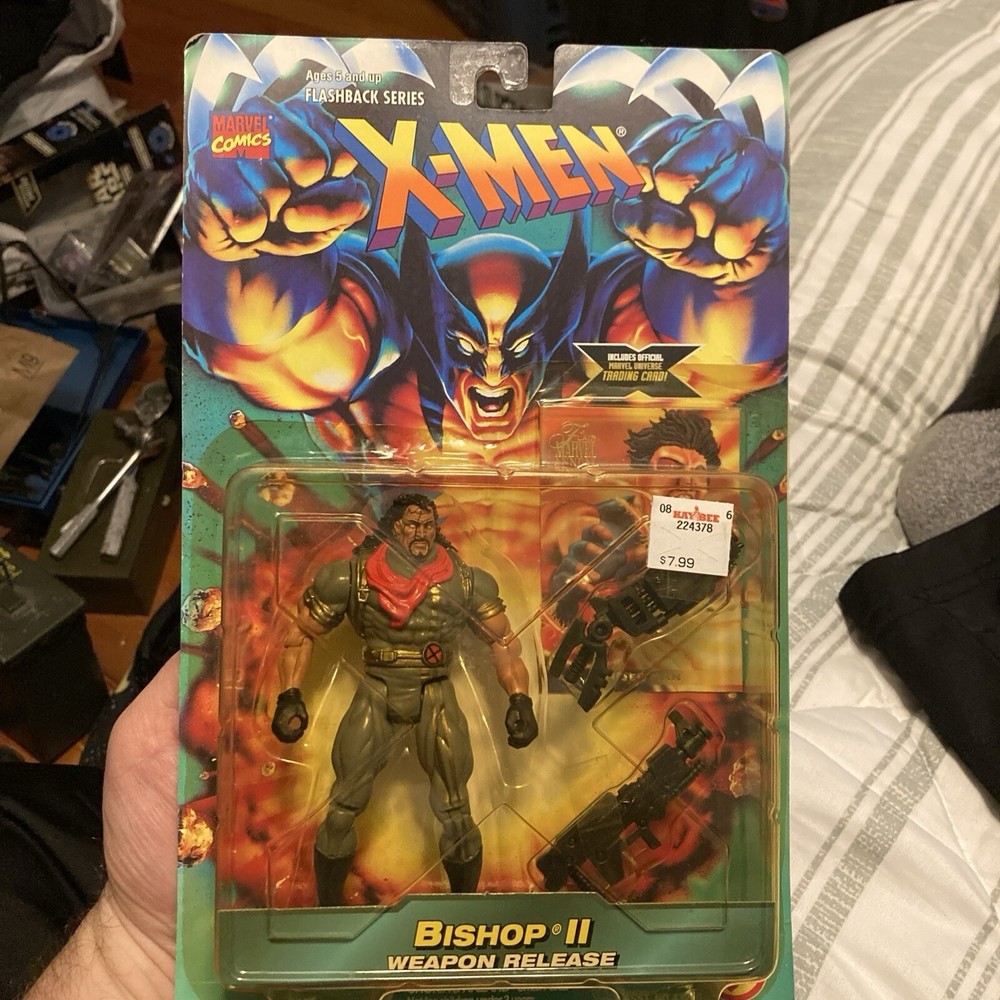 Ages 5 and up
FLASHBACK SERIES
MARVEL
COMICS
X-MEN®
INCLUDES OFFICIAL
MARVEL UNIVERSE
TRADING CARD!
08 KAY BEE 6
224378
$7.99
BISHOP® II
WEAPON RELEASE